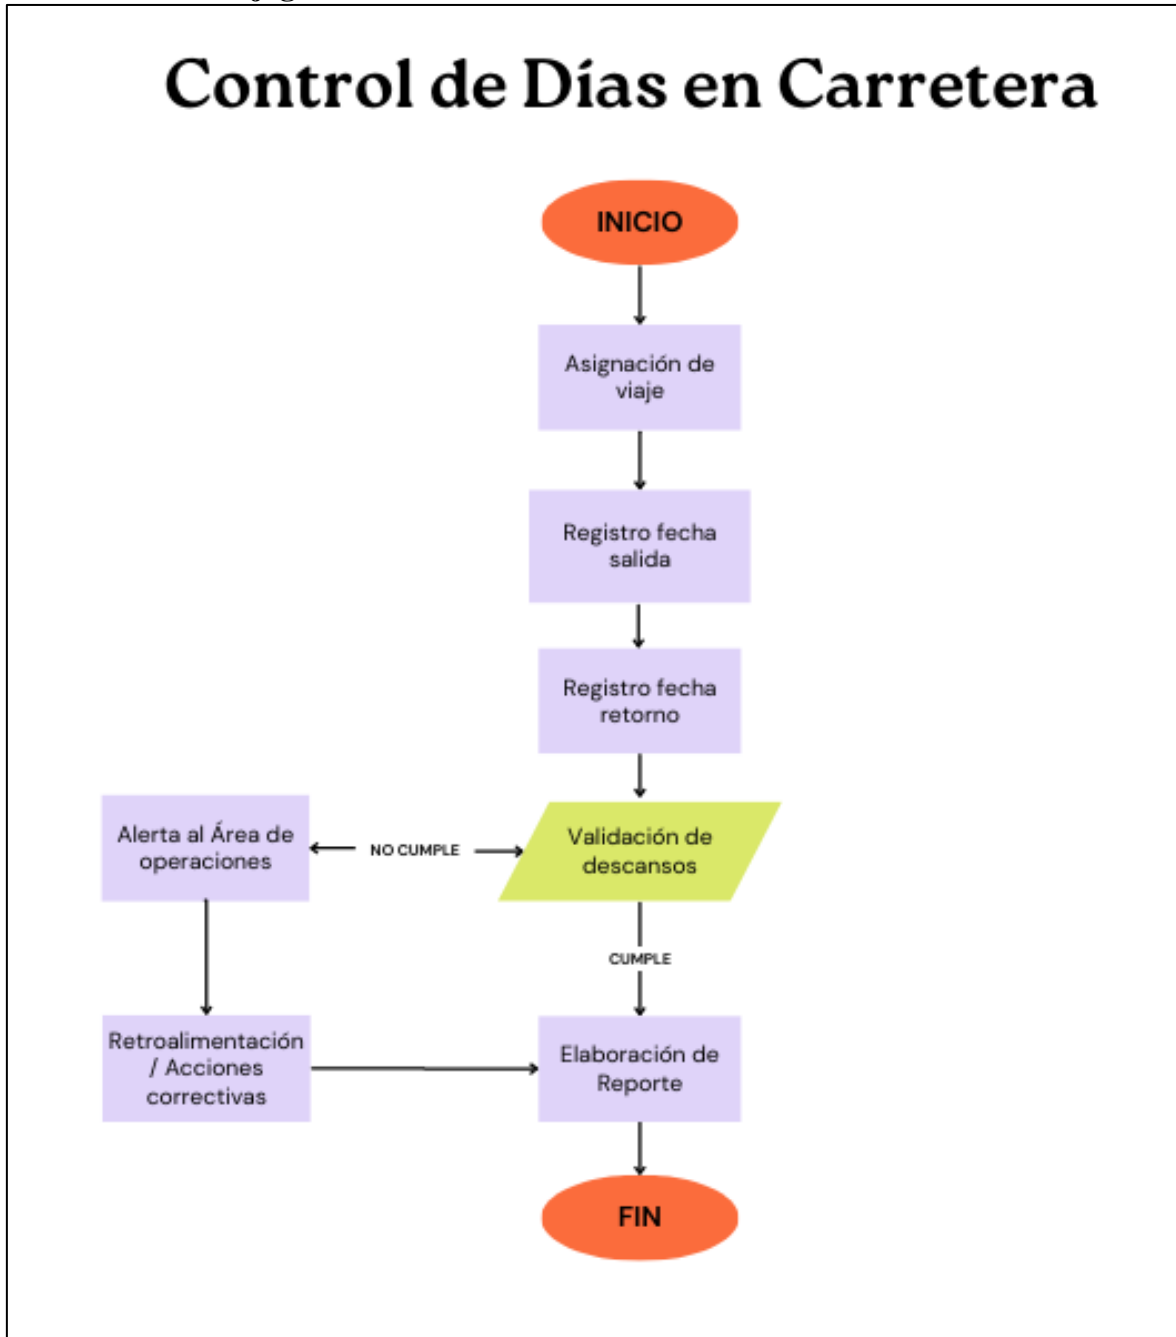 Control de Días en Carretera
INICIO
Asignación de
viaje
Registro fecha
salida
Registro fecha
retorno
Validación de
descansos
NO CUMPLE
Alerta al Área de
operaciones
CUMPLE
Retroalimentación
/ Acciones
correctivas
Elaboración de
Reporte
FIN